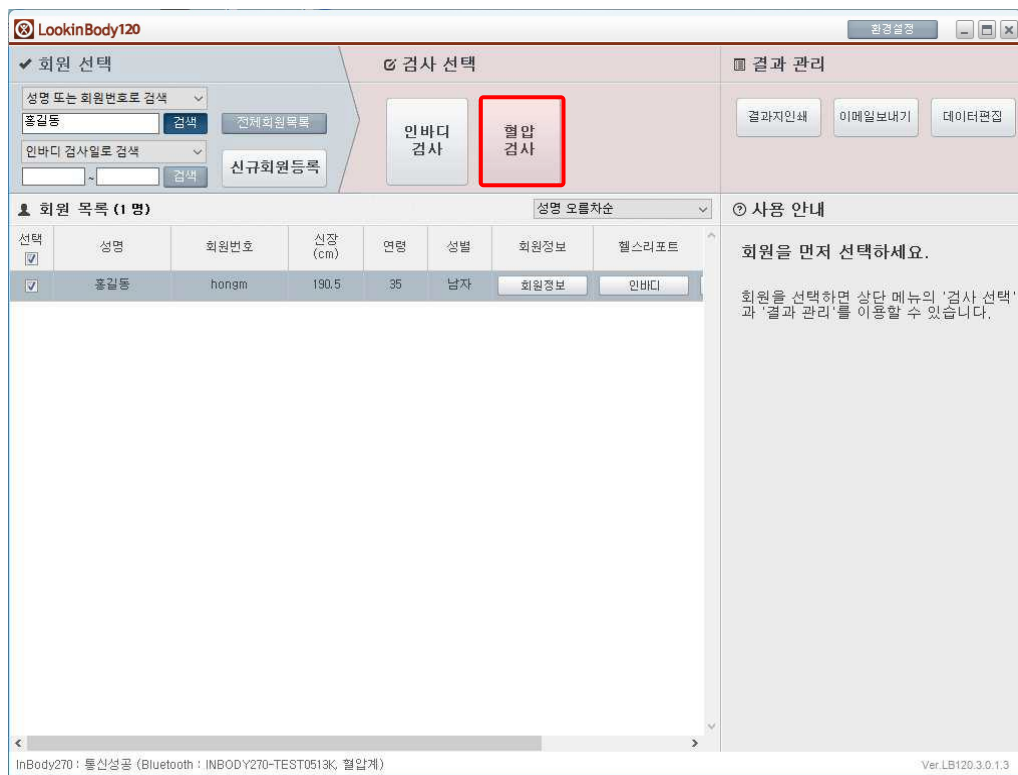 LookinBody120
환경설정
회원 선택
검사 선택
결과 관리
성명 또는 회원번호로 검색
홍길동
검색
전체회원목록
인바디 검사일로 검색
~
검색
신규회원등록
인바디
검사
혈압
검사
결과지인쇄
이메일보내기
데이터편집
회원 목록 (1 명)
성명 오름차순
사용 안내
선택
성명
회원번호
신장
(cm)
연령
성별
회원정보
헬스리포트
홍길동
hongm
190.5
35
남자
회원정보
인바디
회원을 먼저 선택하세요.
회원을 선택하면 상단 메뉴의 '검사 선택'
과 '결과 관리'를 이용할 수 있습니다.
InBody270 : 통신성공 (Bluetooth : INBODY270-TEST0513K, 혈압계)
Ver.LB120.3.0.1.3